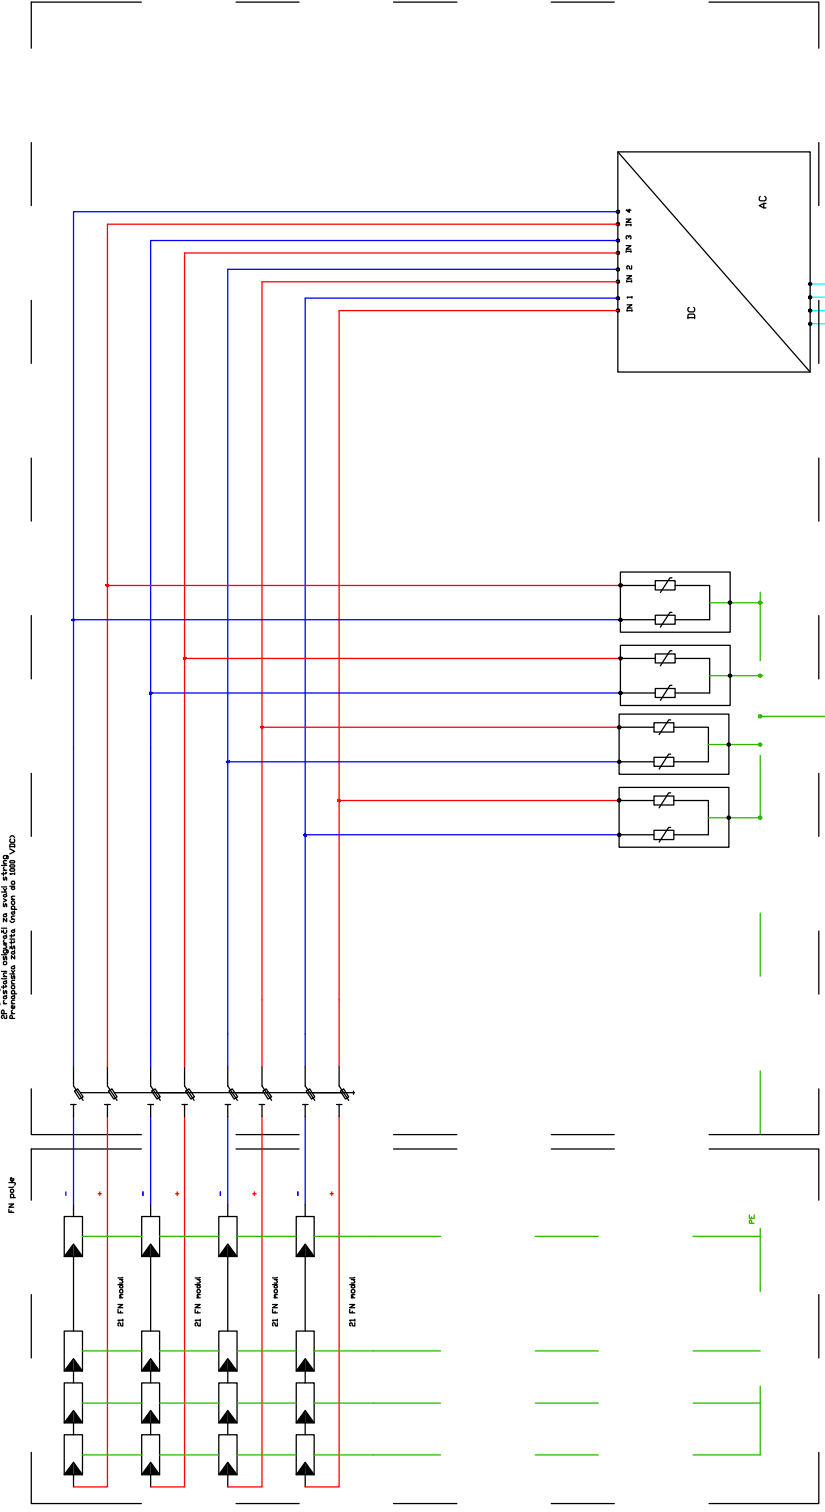 2P rastalni osigurači za svaki string
Prenaponska zaštita (napon do 1000 VDC)
FN polje
IN 4
IN 3
IN 2
IN 1
AC
DC
-
+
-
+
-
+
-
+
21 FN modul
21 FN modul
21 FN modul
21 FN modul
PE